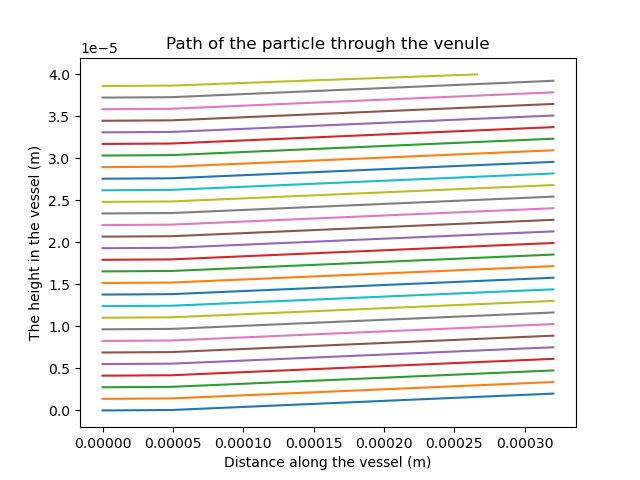 Path of the particle through the venule
1e−5
4.0
3.5
3.0
2.5
2.0
1.5
1.0
0.5
0.0
The height in the vessel (m)
0.00000 0.00005 0.00010 0.00015 0.00020 0.00025 0.00030
Distance along the vessel (m)